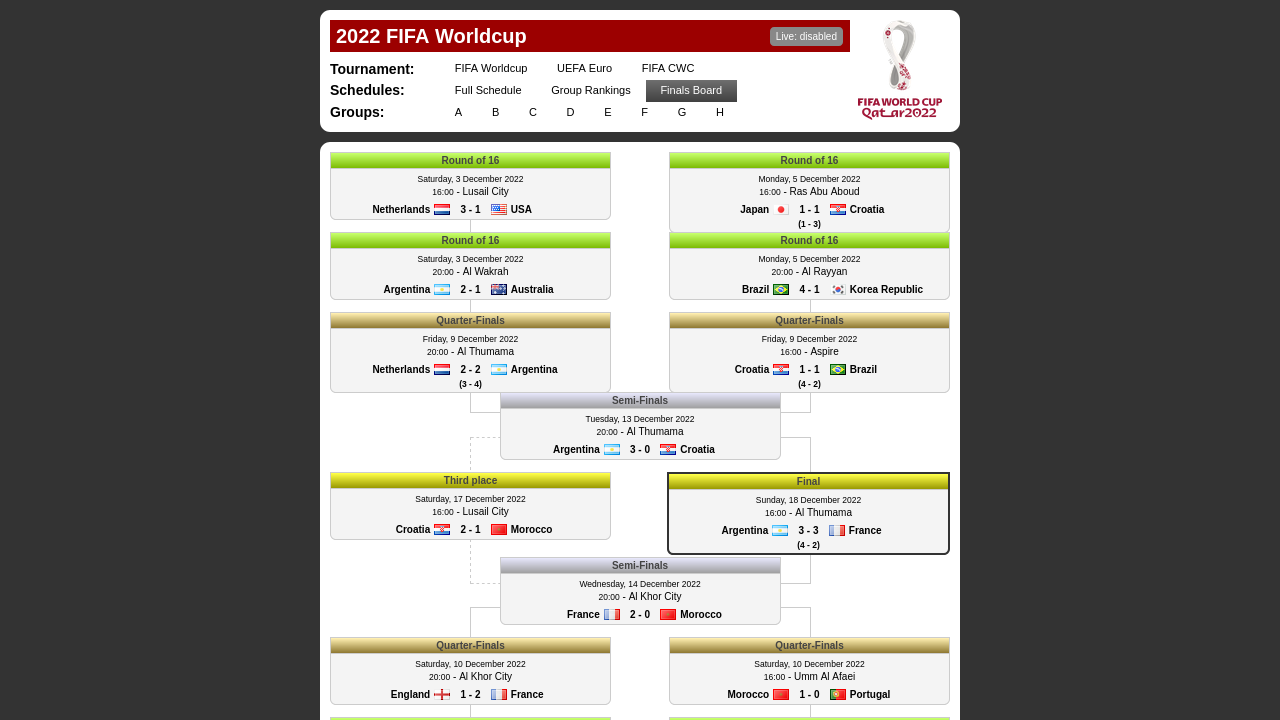 2022 FIFA Worldcup
Live: disabled
FIFA WORLD CUP
Qatar2022
Tournament: FIFA Worldcup UEFA Euro FIFA CWC
Schedules: Full Schedule Group Rankings Finals Board
Groups: A B C D E F G H
Round of 16
Saturday, 3 December 2022
16:00 - Lusail City
Netherlands 3 - 1 USA
Round of 16
Monday, 5 December 2022
16:00 - Ras Abu Aboud
Japan 1 - 1 Croatia
(1 - 3)
Round of 16
Saturday, 3 December 2022
20:00 - Al Wakrah
Argentina 2 - 1 Australia
Round of 16
Monday, 5 December 2022
20:00 - Al Rayyan
Brazil 4 - 1 Korea Republic
Quarter-Finals
Friday, 9 December 2022
20:00 - Al Thumama
Netherlands 2 - 2 Argentina
(3 - 4)
Quarter-Finals
Friday, 9 December 2022
16:00 - Aspire
Croatia 1 - 1 Brazil
(4 - 2)
Semi-Finals
Tuesday, 13 December 2022
20:00 - Al Thumama
Argentina 3 - 0 Croatia
Third place
Saturday, 17 December 2022
16:00 - Lusail City
Croatia 2 - 1 Morocco
Final
Sunday, 18 December 2022
16:00 - Al Thumama
Argentina 3 - 3 France
(4 - 2)
Semi-Finals
Wednesday, 14 December 2022
20:00 - Al Khor City
France 2 - 0 Morocco
Quarter-Finals
Saturday, 10 December 2022
20:00 - Al Khor City
England 1 - 2 France
Quarter-Finals
Saturday, 10 December 2022
16:00 - Umm Al Afaei
Morocco 1 - 0 Portugal